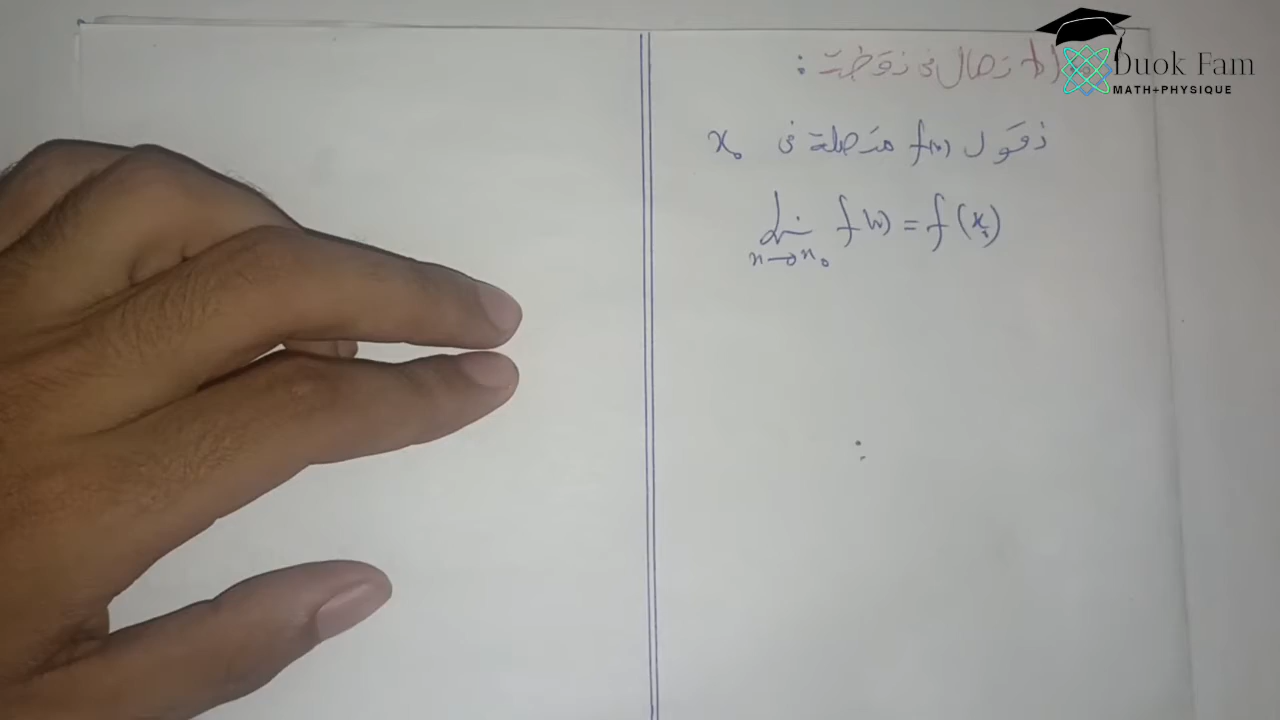 الاتصال في نقطة :
Duok Fam
MATH+PHYSIQUE
نقول f(x) متصلة في x₀
lim f(x) = f(x₀)
x→x₀